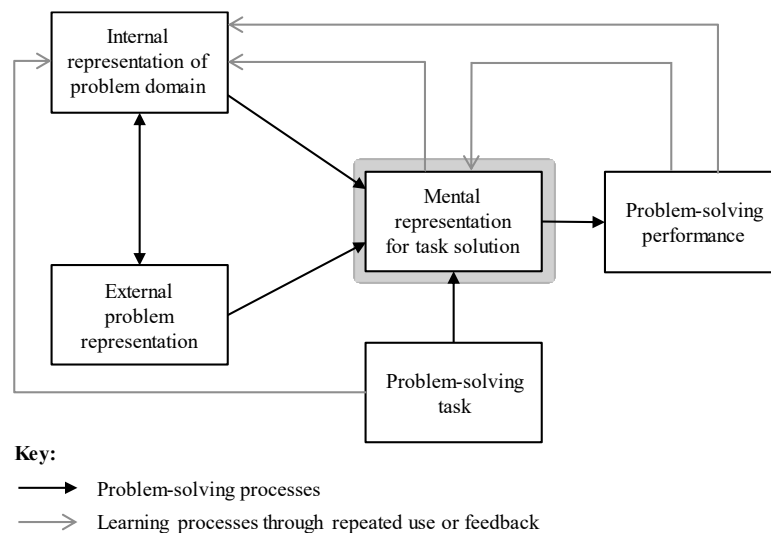 Internal
representation of
problem domain
Mental
representation
for task solution
Problem-solving
performance
External
problem
representation
Problem-solving
task
Key:
Problem-solving processes
Learning processes through repeated use or feedback